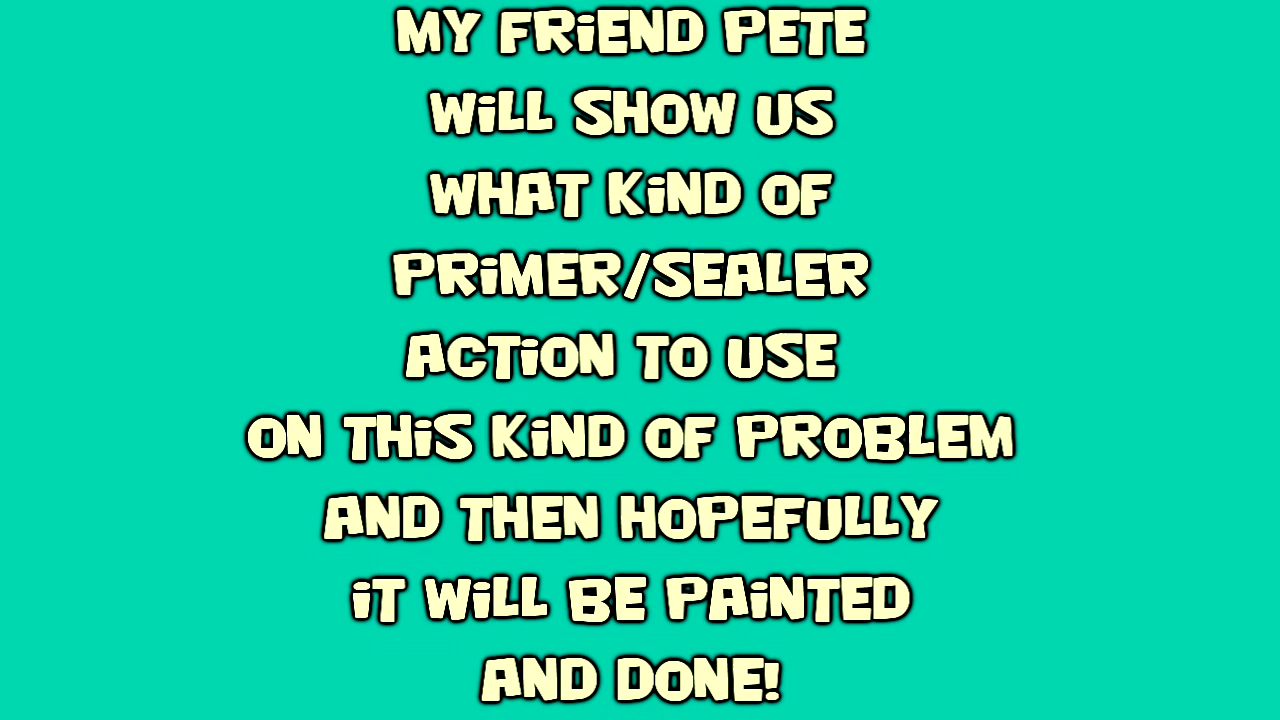 MY FRiEND PETE
WiLL SHOW US
WHAT KiND OF
PRiMER/SEALER
ACTiON TO USE
ON THiS KiND OF PROBLEM
AND THEN HOPEFULLY
iT WiLL BE PAiNTED
AND DONE!